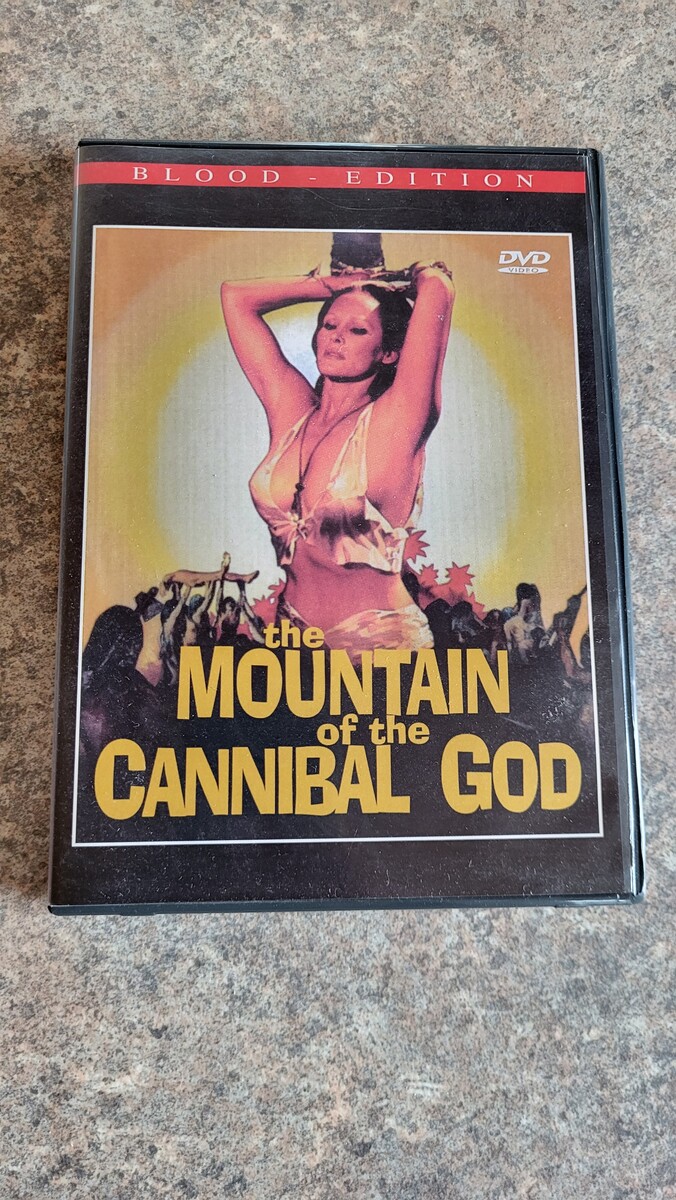 BLOOD - EDITION
DVD
VIDEO
the
MOUNTAIN
of the
CANNIBAL GOD